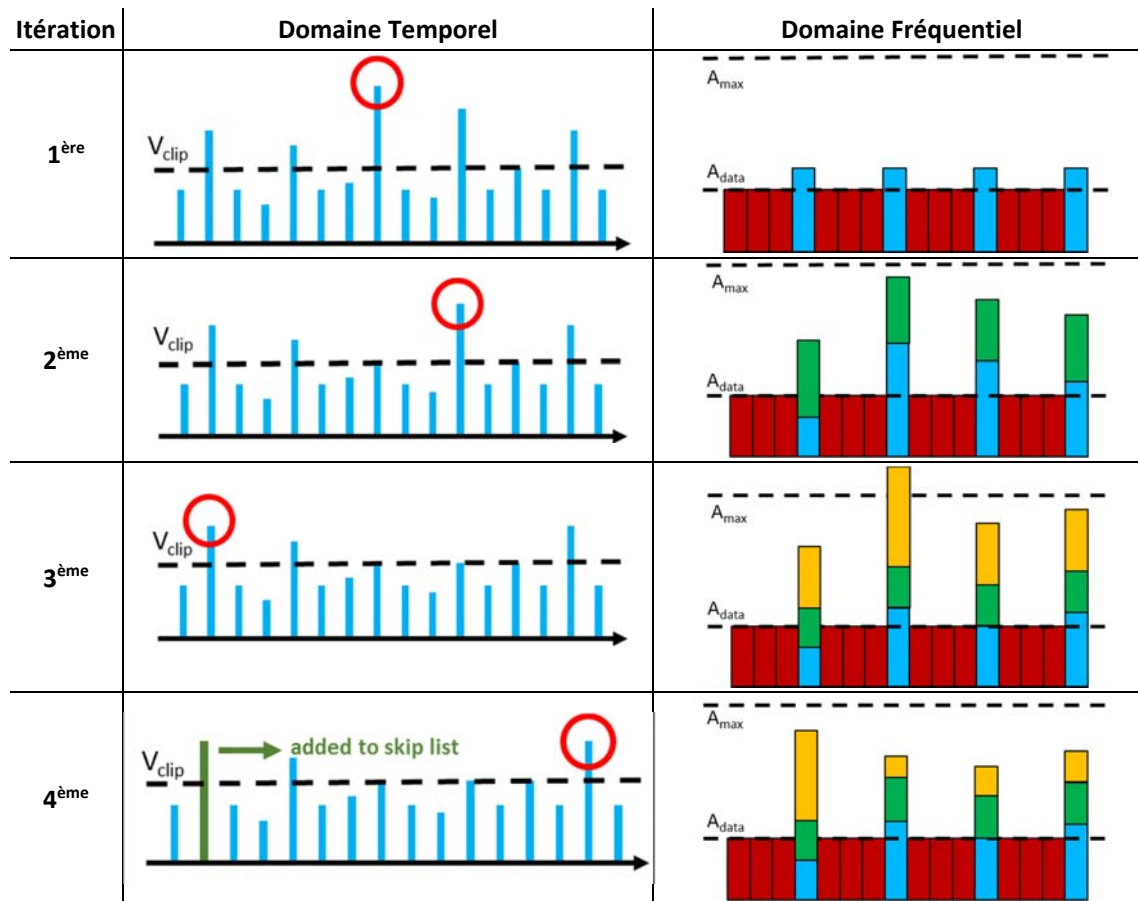 Itération Domaine Temporel Domaine Fréquentiel
1ère
Vclip
Amax
Adata
2ème
Vclip
Amax
Adata
3ème
Vclip
Amax
Adata
4ème
Vclip
added to skip list
Amax
Adata